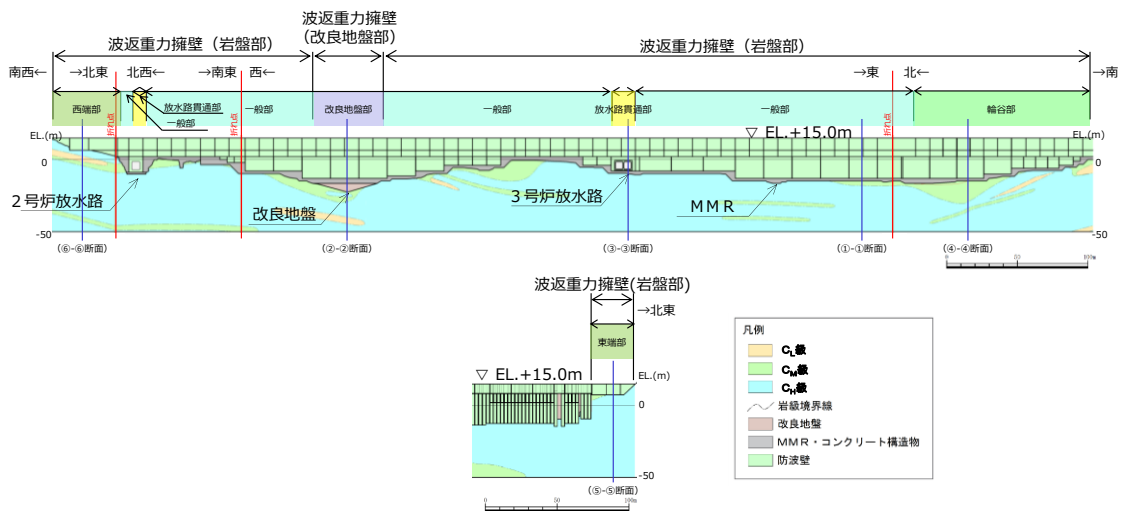 波返重力擁壁（岩盤部）
波返重力擁壁
（改良地盤部）
波返重力擁壁（岩盤部）
南西←
→北東
北西←
→南東
西←
→東
北←
→南
西端部
放水路貫通部
一般部
一般部
改良地盤部
一般部
放水路貫通部
一般部
輪谷部
折れ点
折れ点
折れ点
EL.(m)
▽ EL.+15.0m
EL.(m)
0
0
２号炉放水路
改良地盤
３号炉放水路
ＭＭＲ
-50
-50
(⑥-⑥断面)
(②-②断面)
(③-③断面)
(①-①断面)
(④-④断面)
0 50 100m
波返重力擁壁(岩盤部)
→北東
東端部
▽ EL.+15.0m
EL.(m)
0
-50
(⑤-⑤断面)
0 50 100m
凡例
CL級
CM級
CH級
岩級境界線
改良地盤
ＭＭＲ・コンクリート構造物
防波壁